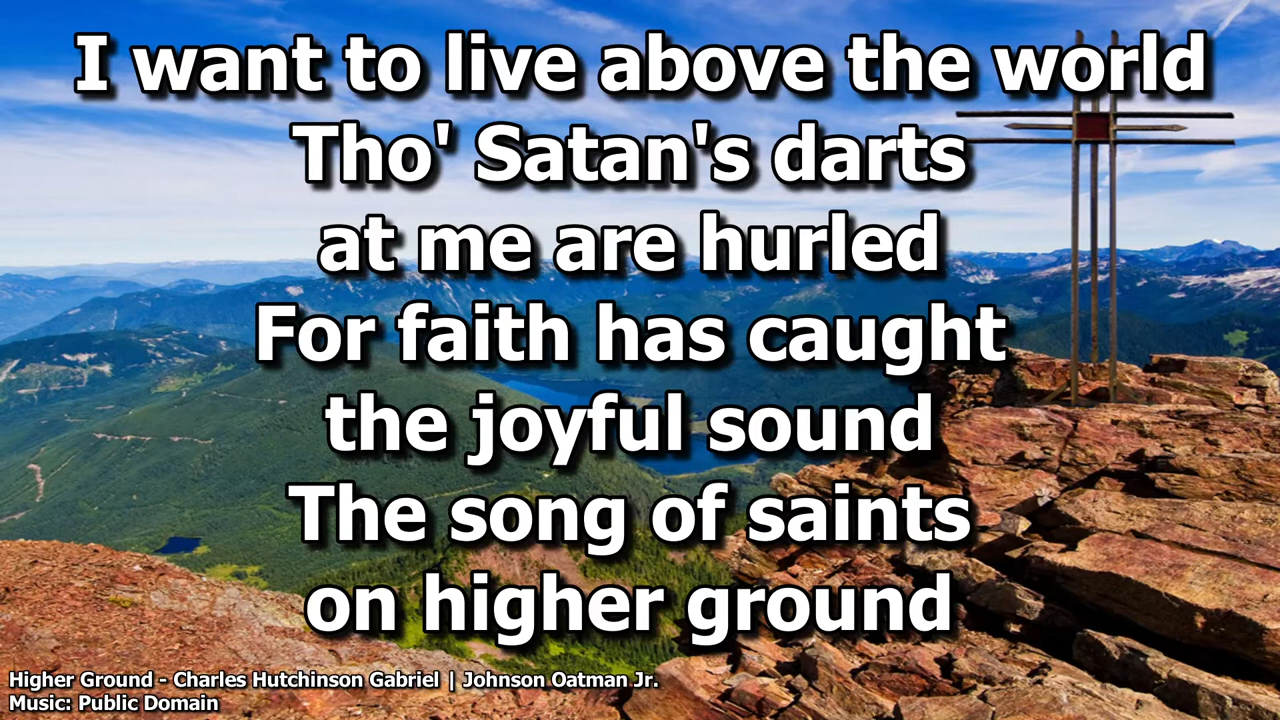 I want to live above the world
Tho' Satan's darts
at me are hurled
For faith has caught
the joyful sound
The song of saints
on higher ground
Higher Ground - Charles Hutchinson Gabriel | Johnson Oatman Jr.
Music: Public Domain